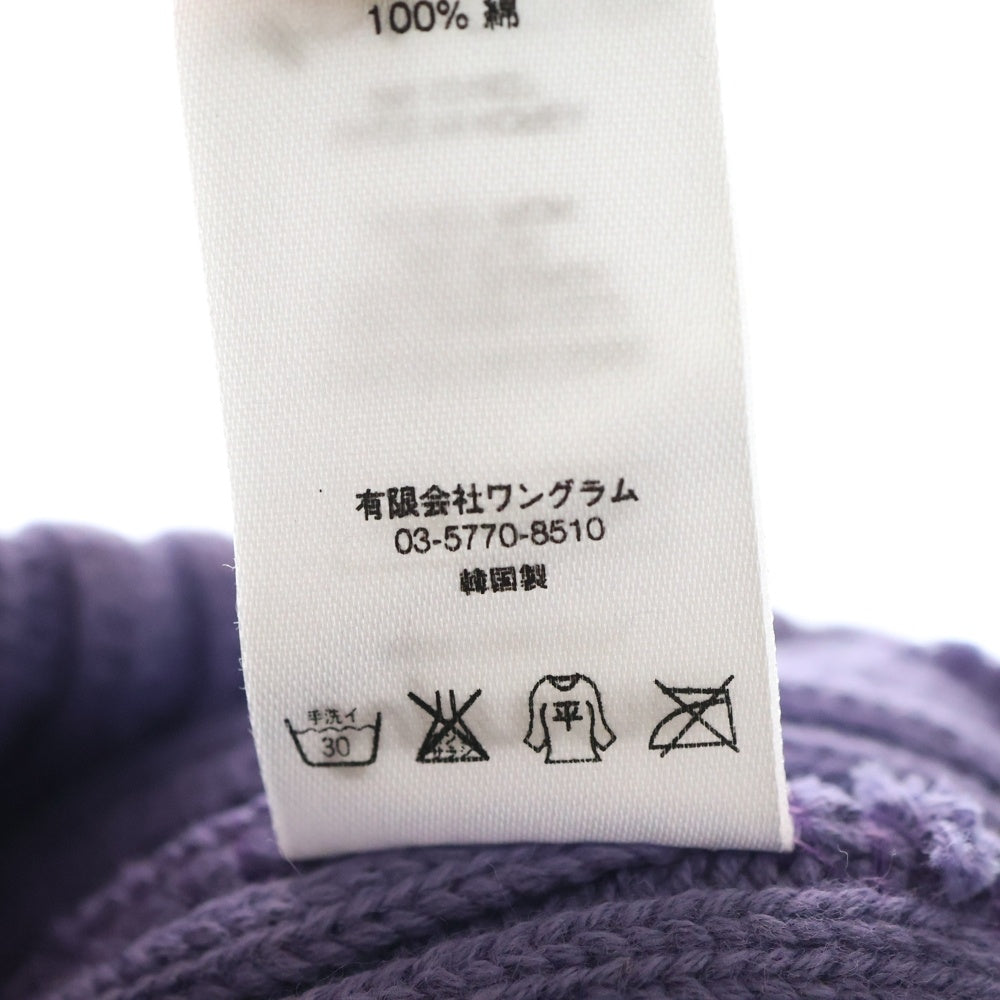 100% 綿
有限会社ワングラム
03-5770-8510
韓国製
手洗イ
30
平